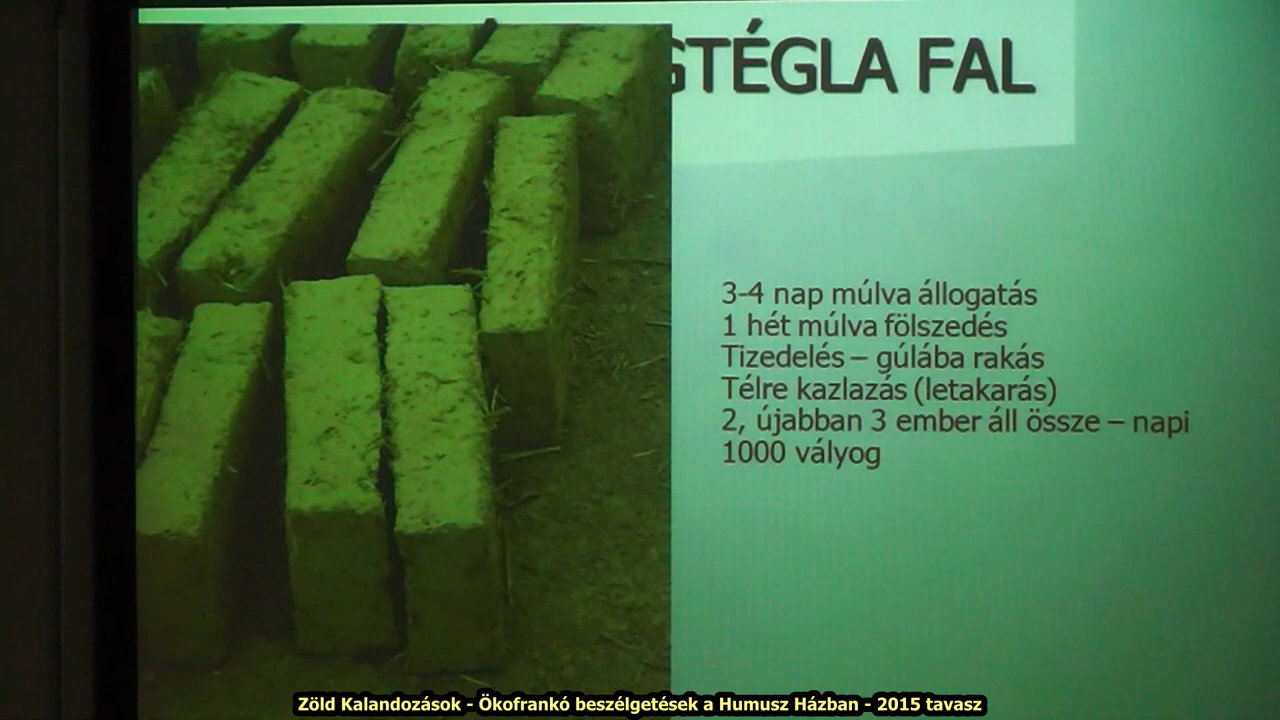 GTÉGLA FAL
3-4 nap múlva állogatás
1 hét múlva fölszedés
Tizedelés – gúlába rakás
Télre kazlazás (letakarás)
2, újabban 3 ember áll össze – napi
1000 vályog
Zöld Kalandozások - Ökofrankó beszélgetések a Humusz Házban - 2015 tavasz